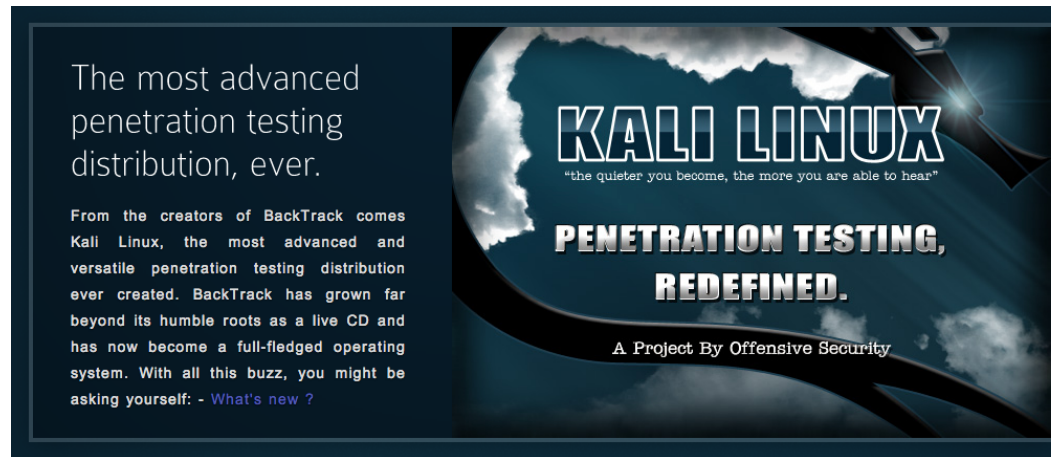 The most advanced
penetration testing
distribution, ever.
From the creators of BackTrack comes
Kali Linux, the most advanced and
versatile penetration testing distribution
ever created. BackTrack has grown far
beyond its humble roots as a live CD and
has now become a full-fledged operating
system. With all this buzz, you might be
asking yourself: - What's new ?
KALI LINUX
“the quieter you become, the more you are able to hear”
PENETRATION TESTING,
REDEFINED.
A Project By Offensive Security